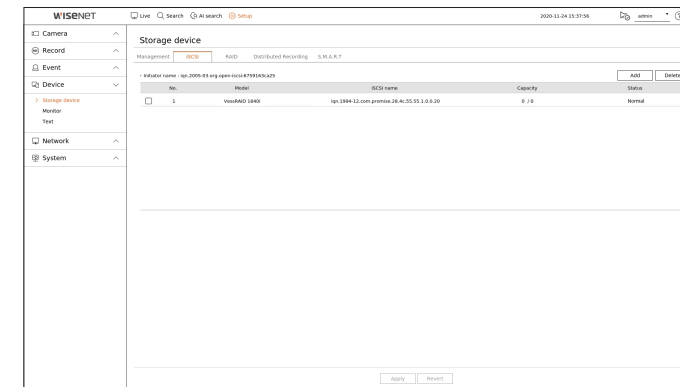 WISENET
Live Search AI search Setup 2020-11-24 15:37:56 admin
Camera
Record
Event
Device
Storage device
Monitor
Text
Network
System
Storage device
Management iSCSI RAID Distributed Recording S.M.A.R.T
Initiator name : iqn.2005-03.org.open-iscsi:6759163ca25
Add Delete
No. Model iSCSI name Capacity Status
1 VessRAID 1840i iqn.1994-12.com.promise.28.4c.55.55.1.0.0.20 0 / 0 Normal
Apply Revert